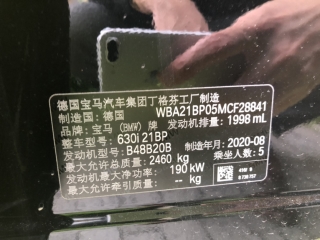 德国宝马汽车集团丁格芬工厂制造
制造国：德国 WBA21BP05MCF28841
品牌：宝马 (BMW) 牌 发动机排量：1998 mL
整车型号：630i 21BP
发动机型号：B48B20B 制造年月：2020-08
最大允许总质量：2460 kg 乘坐人数：5
发动机最大净功率：190 kW
最大允许牵引质量：-- kg